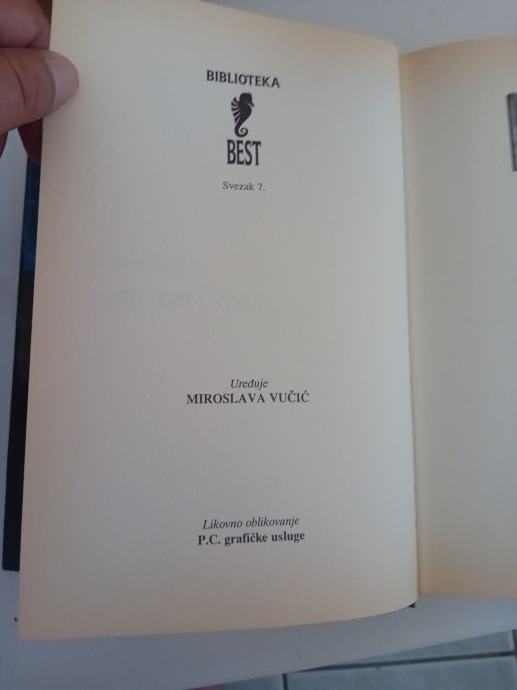 BIBLIOTEKA
BEST
Svezak 7.
Uređuje
MIROSLAVA VUČIĆ
Likovno oblikovanje
P.C. grafičke usluge